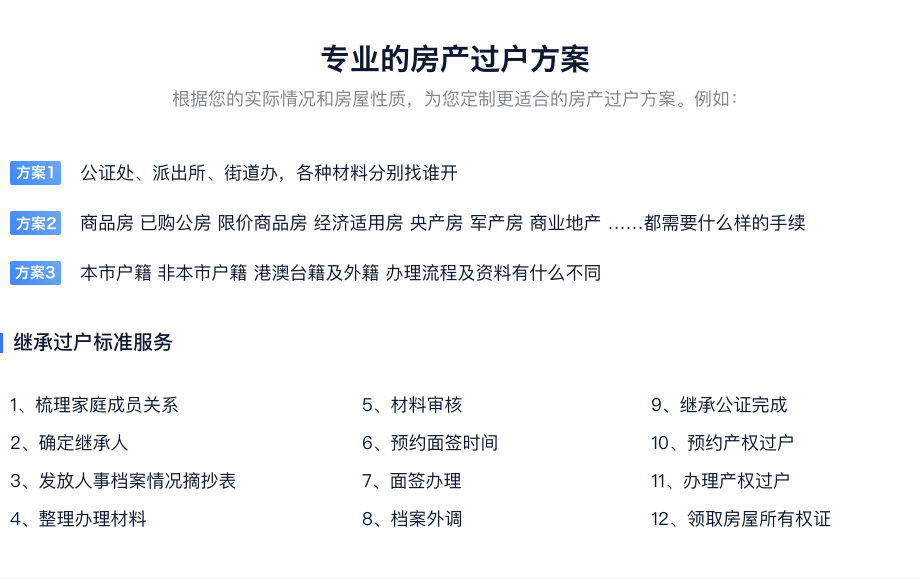 专业的房产过户方案
根据您的实际情况和房屋性质，为您定制更适合的房产过户方案。例如：
方案1 公证处、派出所、街道办，各种材料分别找谁开
方案2 商品房 已购公房 限价商品房 经济适用房 央产房 军产房 商业地产 ……都需要什么样的手续
方案3 本市户籍 非本市户籍 港澳台籍及外籍 办理流程及资料有什么不同
继承过户标准服务
1、梳理家庭成员关系
2、确定继承人
3、发放人事档案情况摘抄表
4、整理办理材料
5、材料审核
6、预约面签时间
7、面签办理
8、档案外调
9、继承公证完成
10、预约产权过户
11、办理产权过户
12、领取房屋所有权证